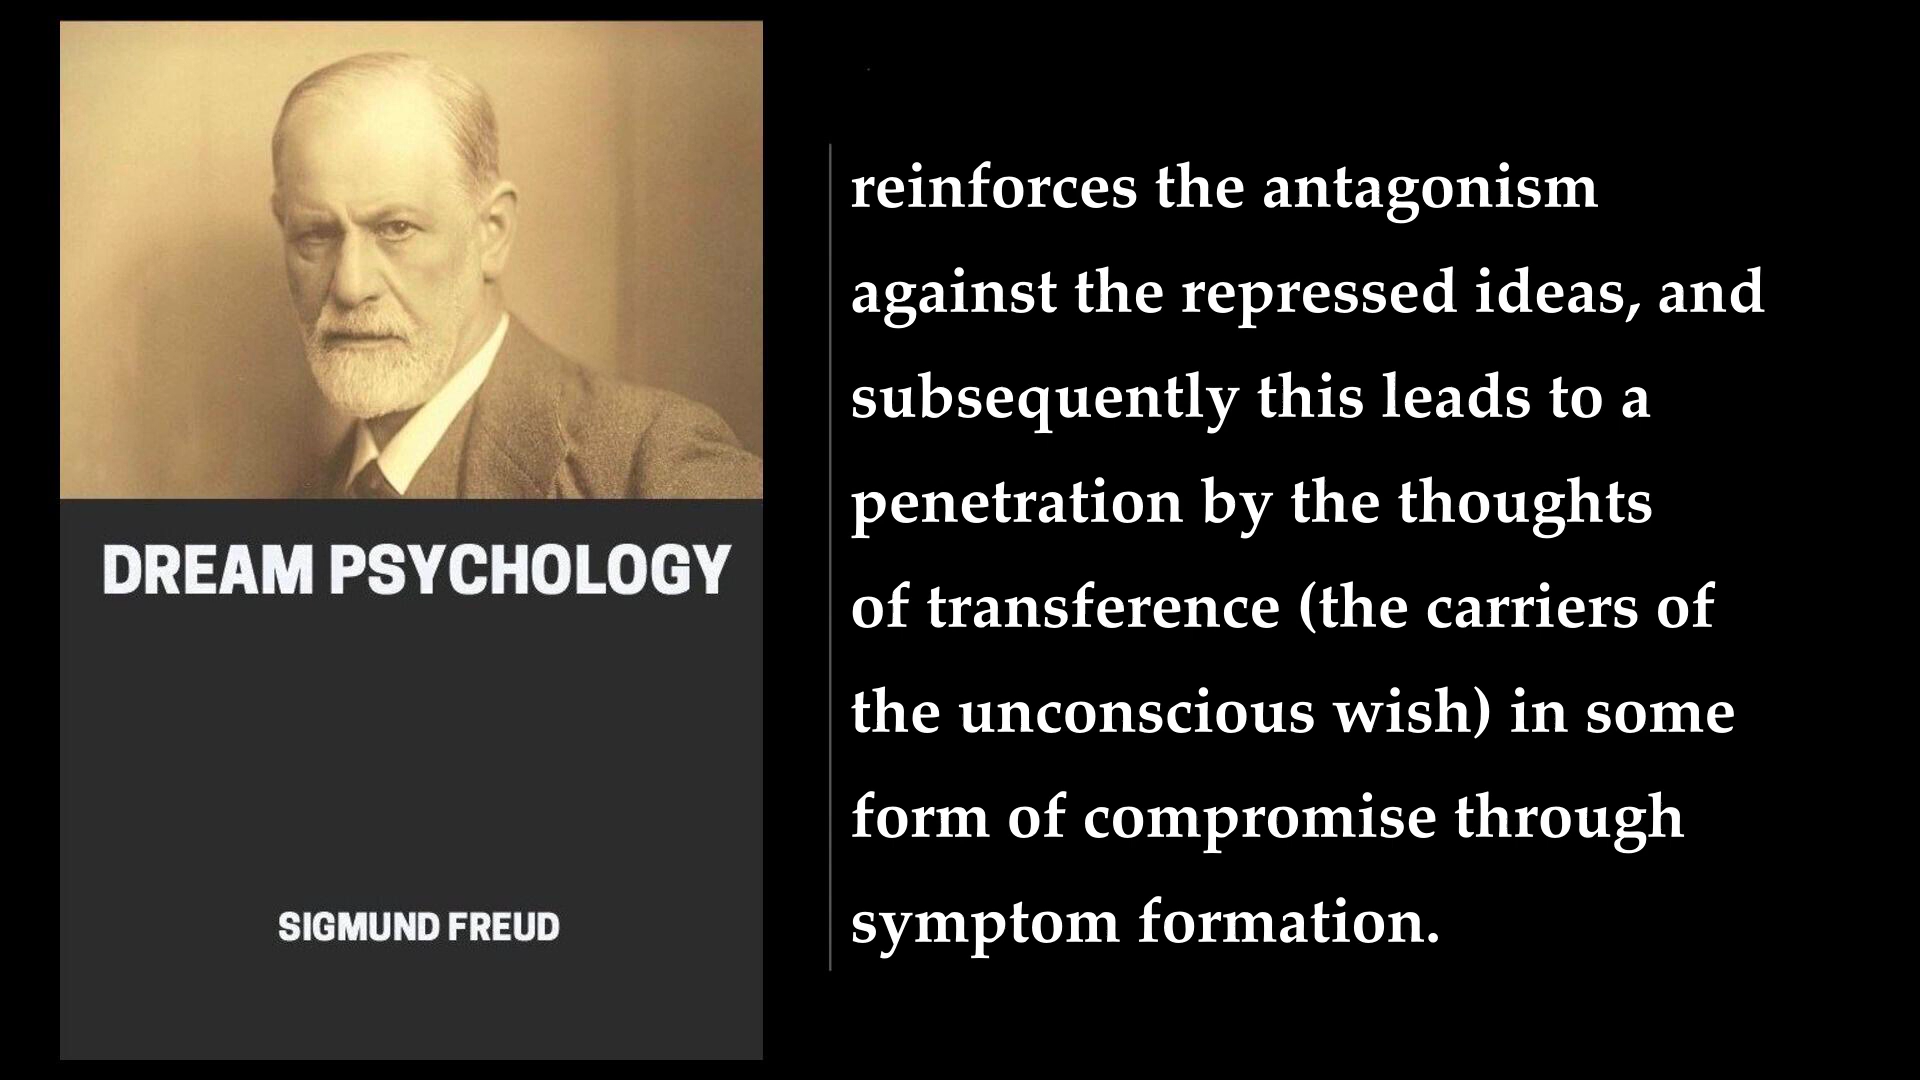 DREAM PSYCHOLOGY
SIGMUND FREUD
reinforces the antagonism
against the repressed ideas, and
subsequently this leads to a
penetration by the thoughts
of transference (the carriers of
the unconscious wish) in some
form of compromise through
symptom formation.